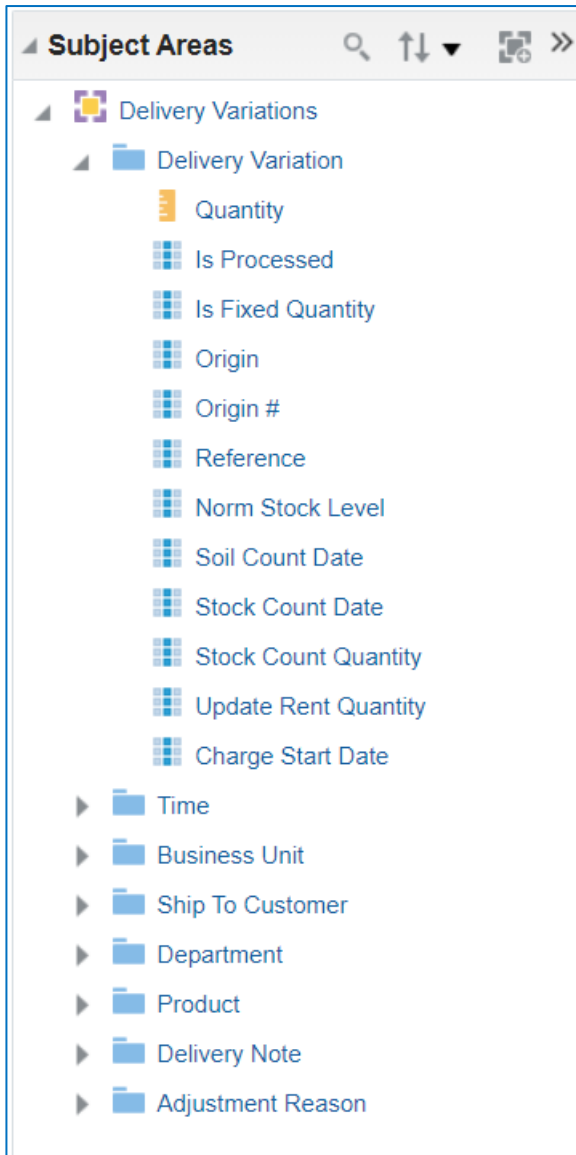 Subject Areas
Delivery Variations
Delivery Variation
Quantity
Is Processed
Is Fixed Quantity
Origin
Origin #
Reference
Norm Stock Level
Soil Count Date
Stock Count Date
Stock Count Quantity
Update Rent Quantity
Charge Start Date
Time
Business Unit
Ship To Customer
Department
Product
Delivery Note
Adjustment Reason